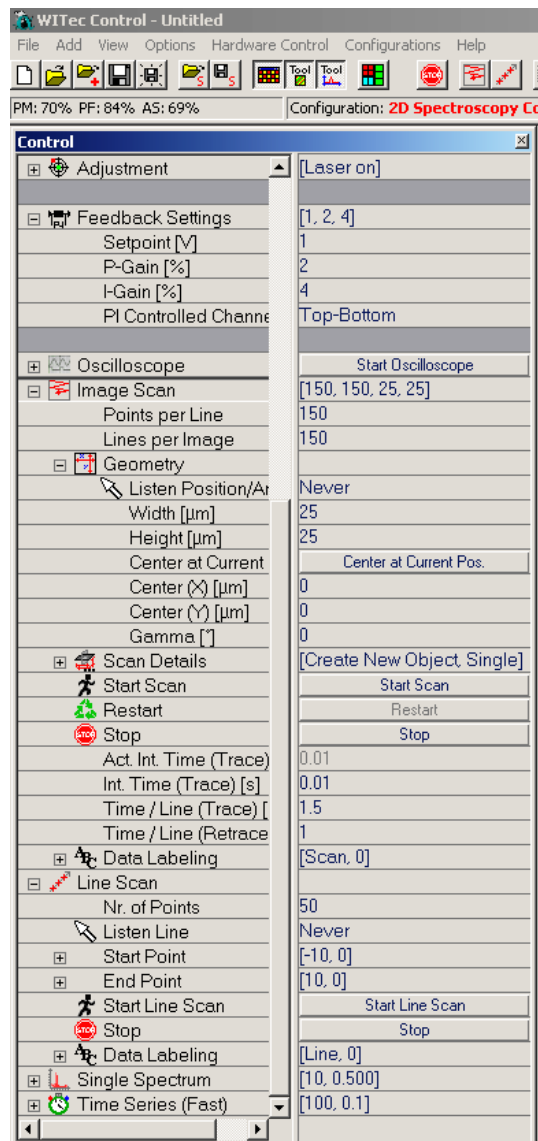 WITec Control - Untitled
File Add View Options Hardware Control Configurations Help
Tool Tool STOP
PM: 70% PF: 84% AS: 69% Configuration: 2D Spectroscopy Co
Control
Adjustment [Laser on]
Feedback Settings [1, 2, 4]
Setpoint [V] 1
P-Gain [%] 2
I-Gain [%] 4
PI Controlled Channe Top-Bottom
Oscilloscope Start Oscilloscope
Image Scan [150, 150, 25, 25]
Points per Line 150
Lines per Image 150
Geometry
Listen Position/Ar Never
Width [µm] 25
Height [µm] 25
Center at Current Center at Current Pos.
Center (X) [µm] 0
Center (Y) [µm] 0
Gamma [°] 0
Scan Details [Create New Object, Single]
Start Scan Start Scan
Restart Restart
Stop Stop
Act. Int. Time (Trace) 0.01
Int. Time (Trace) [s] 0.01
Time / Line (Trace) [ 1.5
Time / Line (Retrace 1
Data Labeling [Scan, 0]
Line Scan
Nr. of Points 50
Listen Line Never
Start Point [-10, 0]
End Point [10, 0]
Start Line Scan Start Line Scan
Stop Stop
Data Labeling [Line, 0]
Single Spectrum [10, 0.500]
Time Series (Fast) [100, 0.1]